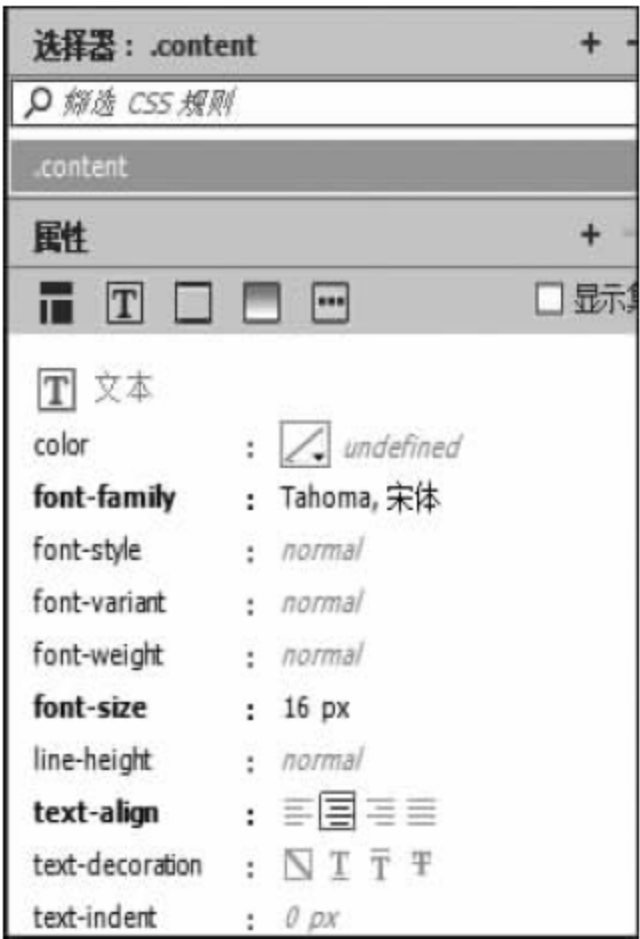 选择器： .content + -
筛选 CSS 规则
.content
属性 +
T ••• 显示
T 文本
color : undefined
font-family : Tahoma, 宋体
font-style : normal
font-variant : normal
font-weight : normal
font-size : 16 px
line-height : normal
text-align :
text-decoration : T T T
text-indent : 0 px